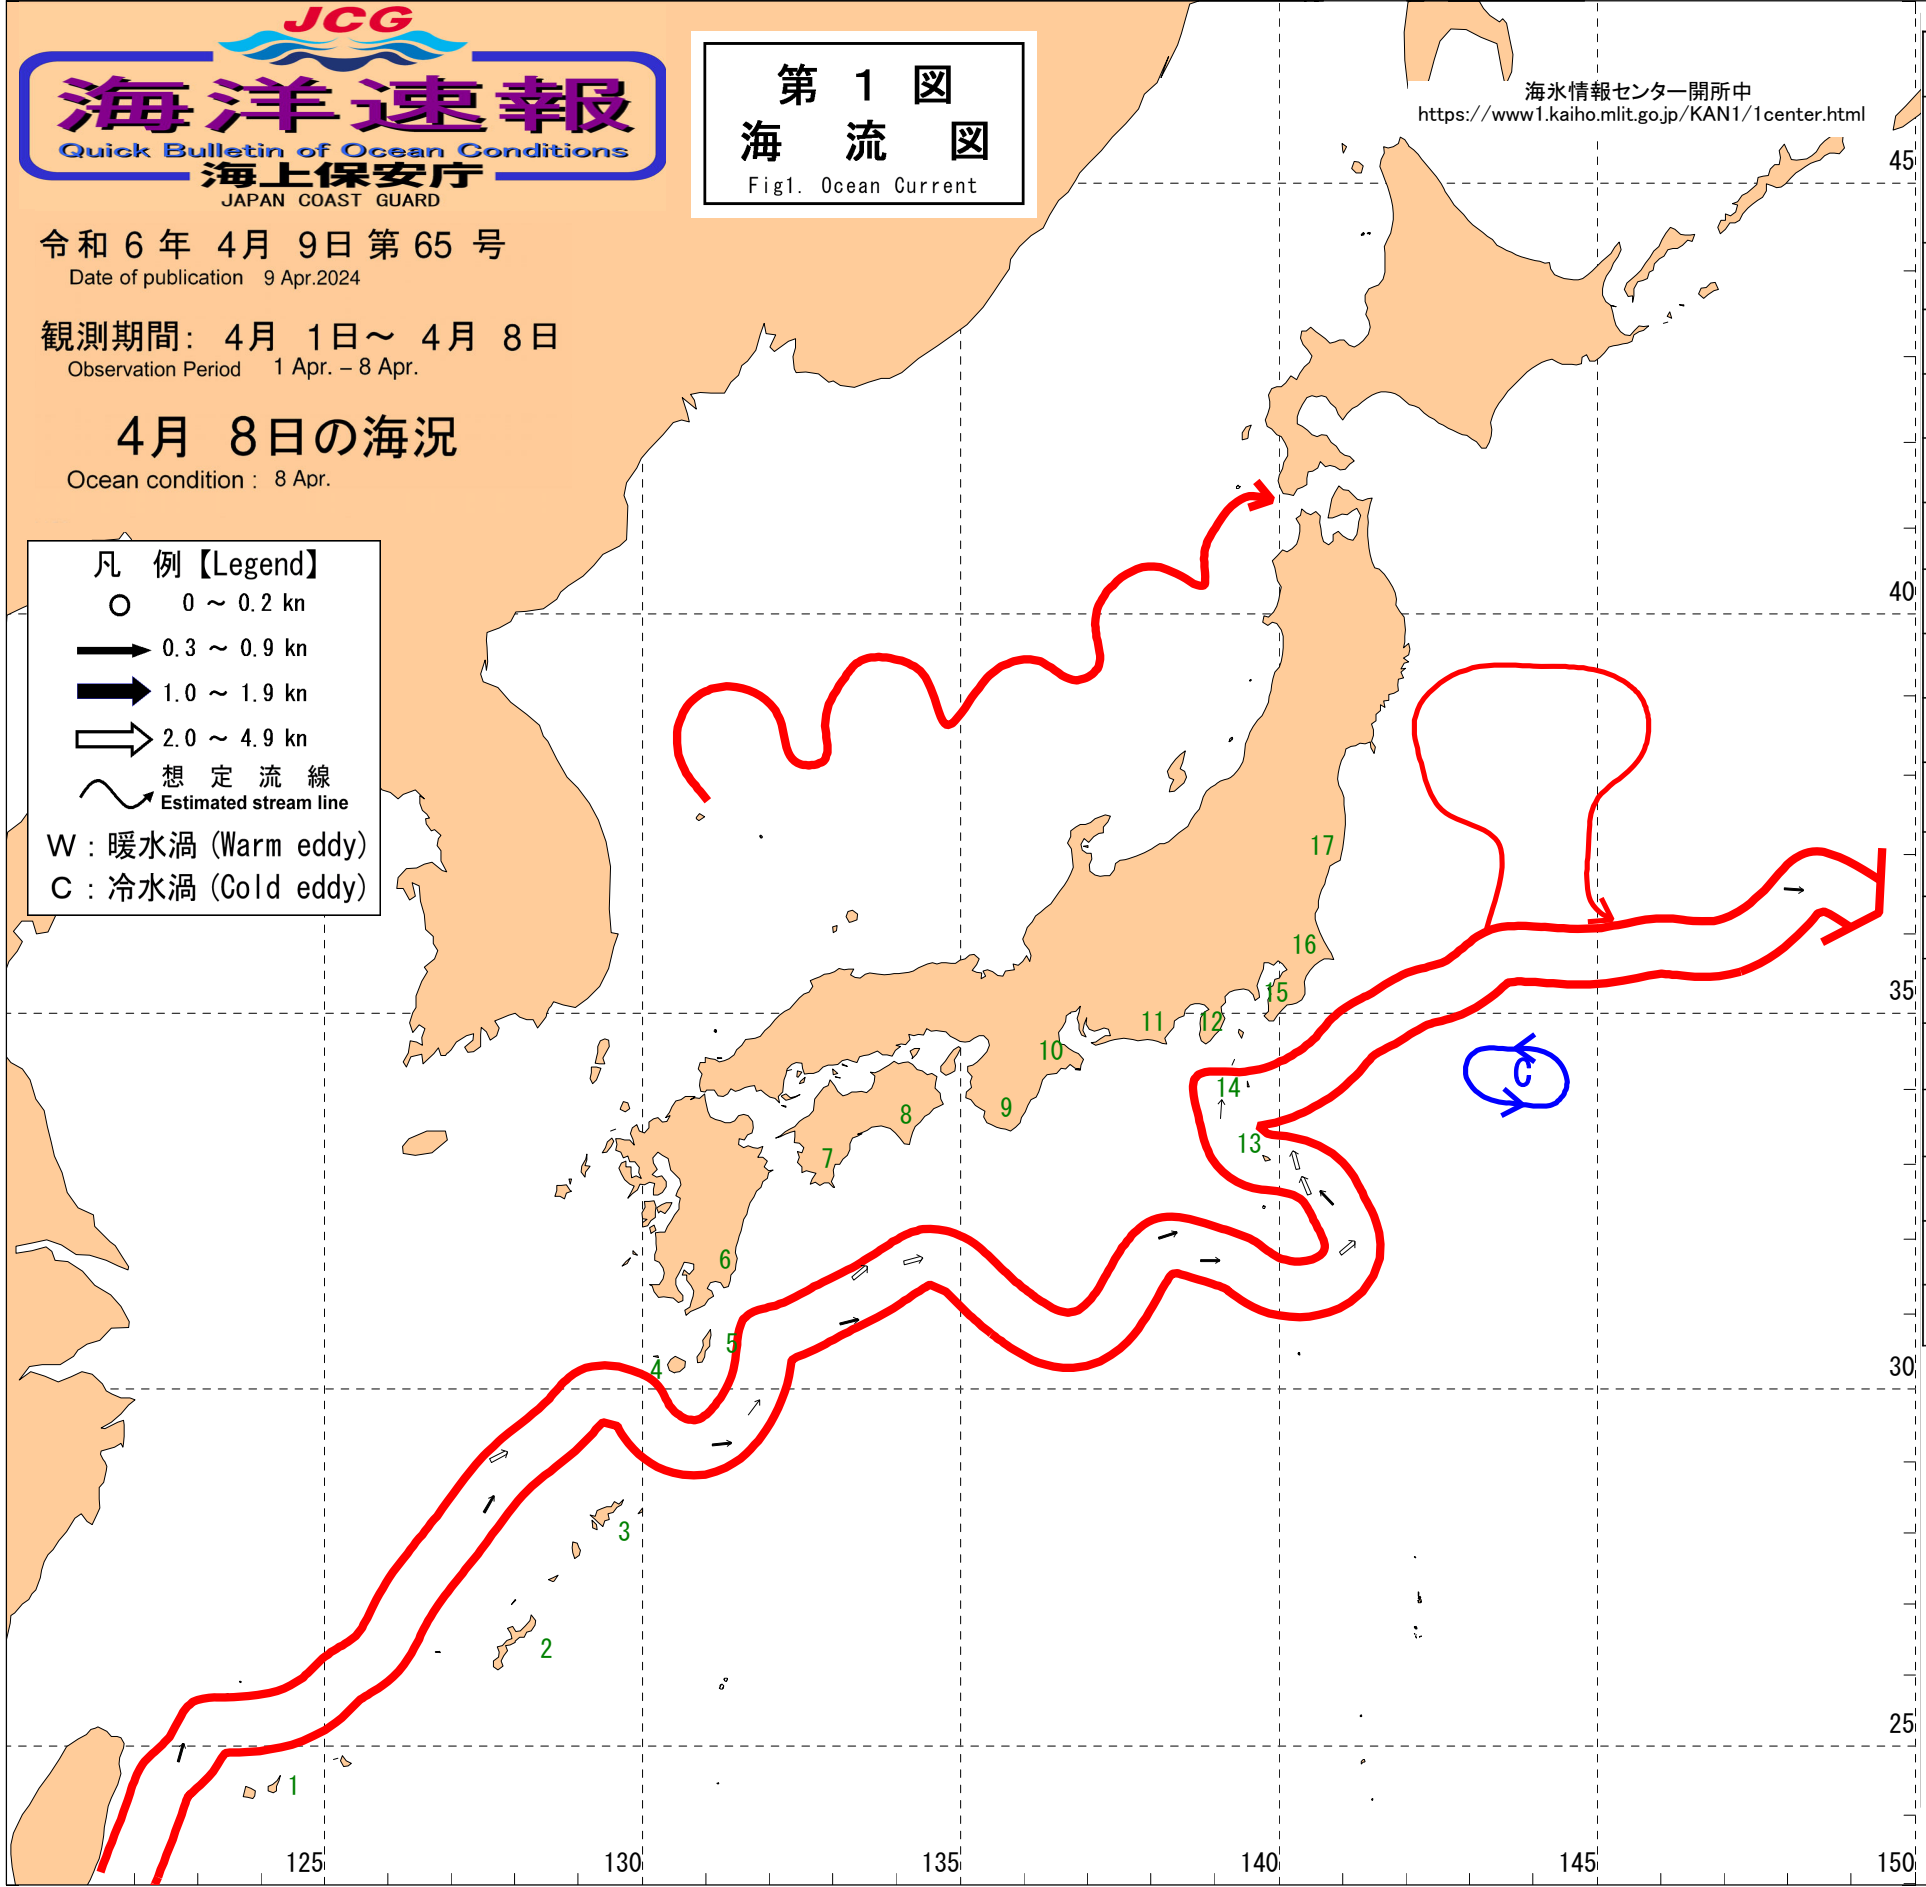 JCG
海洋速報
Quick Bulletin of Ocean Conditions
海上保安庁
JAPAN COAST GUARD
令和 6 年 4月 9日 第 65 号
Date of publication 9 Apr.2024
観測期間: 4月 1日～ 4月 8日
Observation Period 1 Apr. – 8 Apr.
4月 8日の海況
Ocean condition : 8 Apr.
第 1 図
海 流 図
Fig1. Ocean Current
海氷情報センター開所中
https://www1.kaiho.mlit.go.jp/KAN1/1center.html
凡 例【Legend】
0 ～ 0.2 kn
0.3 ～ 0.9 kn
1.0 ～ 1.9 kn
2.0 ～ 4.9 kn
想 定 流 線
Estimated stream line
W : 暖水渦 (Warm eddy)
C : 冷水渦 (Cold eddy)
45
40
17
16
15
35
12
11
10
C
14
9
8
13
7
6
5
4
30
3
2
25
1
125
130
135
140
145
150